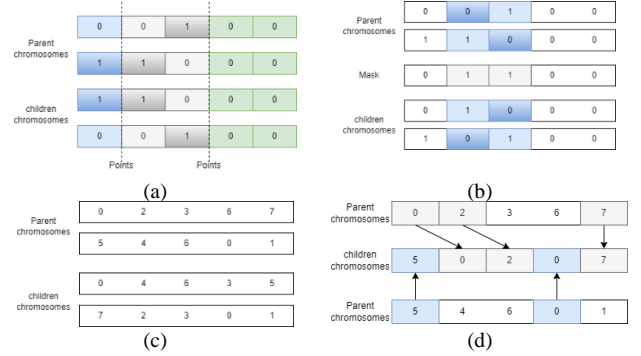 0 0 1 0 0
Parent
chromosomes
1 1 0 0 0
1 1 0 0 0
children
chromosomes
0 0 1 0 0
Points Points
(a)
0 0 1 0 0
Parent
chromosomes
1 1 0 0 0
Mask 0 1 1 0 0
0 1 0 0 0
children
chromosomes
1 0 1 0 0
(b)
0 2 3 6 7
Parent
chromosomes
5 4 6 0 1
0 4 6 3 5
children
chromosomes
7 2 3 0 1
(c)
Parent
chromosomes
0 2 3 6 7
children
chromosomes
5 0 2 0 7
Parent
chromosomes
5 4 6 0 1
(d)